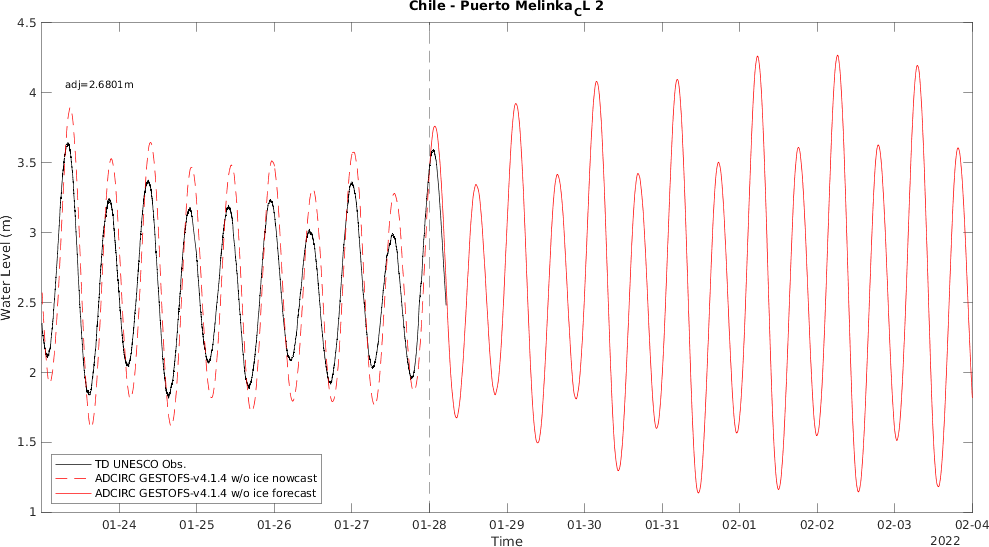 Chile - Puerto MelinkaCL 2
4.5
4
3.5
3
2.5
2
1.5
1
Water Level (m)
adj=2.6801m
TD UNESCO Obs.
ADCIRC GESTOFS-v4.1.4 w/o ice nowcast
ADCIRC GESTOFS-v4.1.4 w/o ice forecast
01-24 01-25 01-26 01-27 01-28 01-29 01-30 01-31 02-01 02-02 02-03 02-04
Time
2022